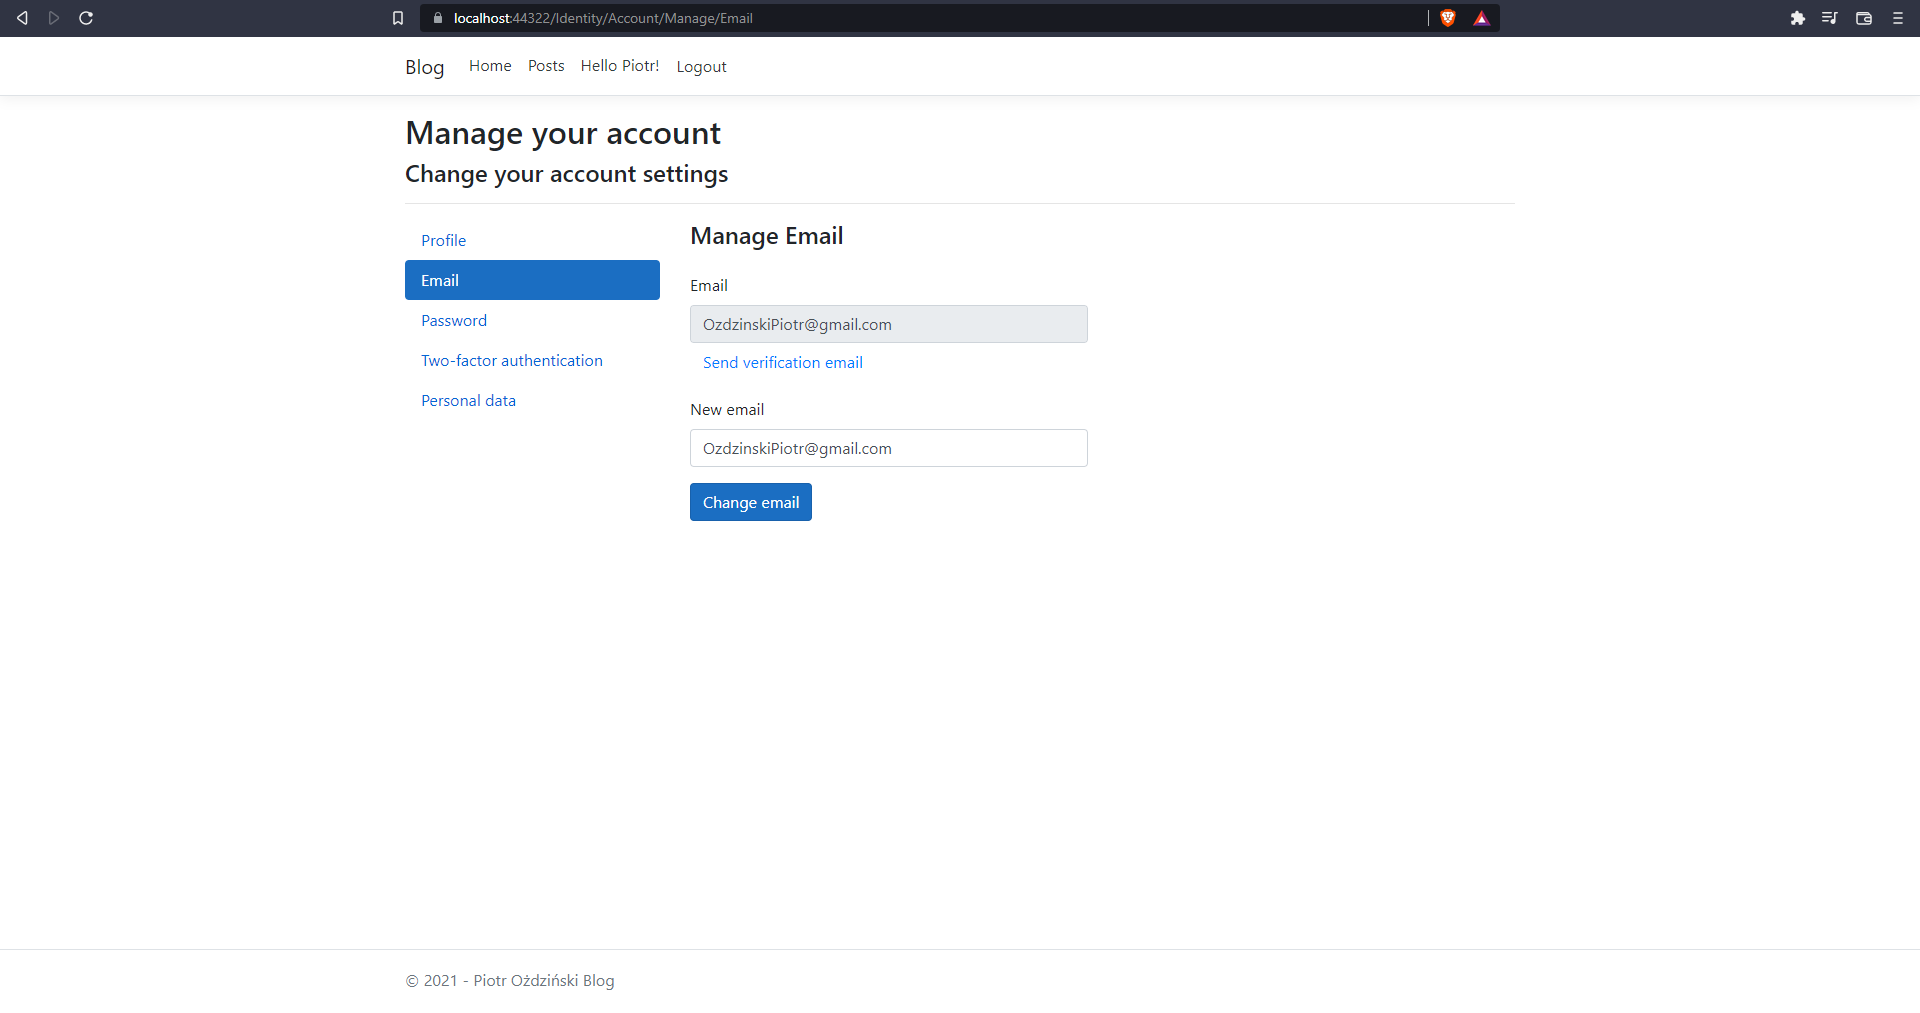 localhost:44322/Identity/Account/Manage/Email
Blog Home Posts Hello Piotr! Logout
Manage your account
Change your account settings
Profile
Email
Password
Two-factor authentication
Personal data
Manage Email
Email
OzdzinskiPiotr@gmail.com
Send verification email
New email
OzdzinskiPiotr@gmail.com
Change email
© 2021 - Piotr Ożdziński Blog